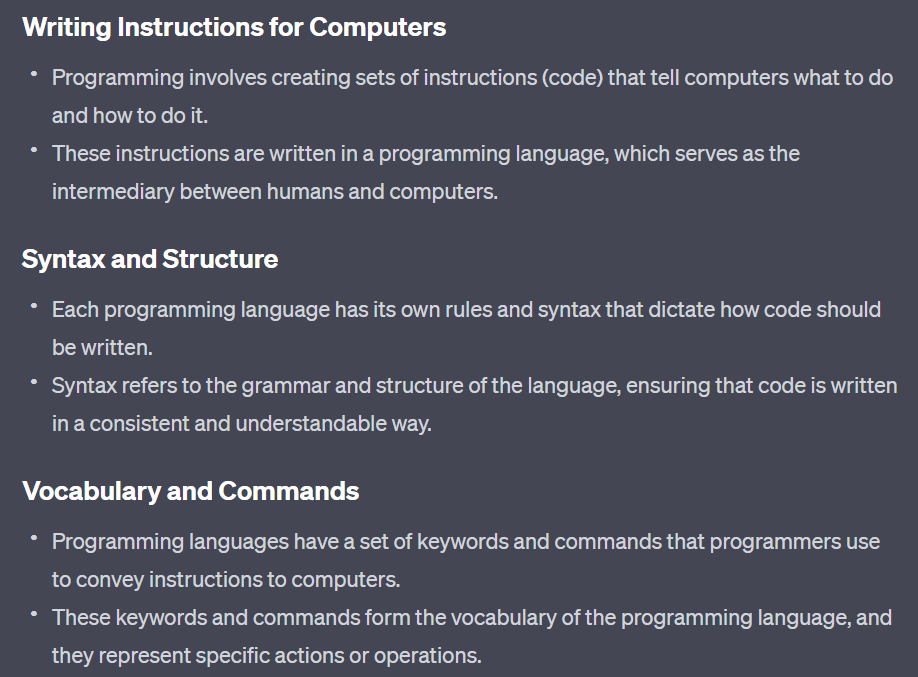 Writing Instructions for Computers
• Programming involves creating sets of instructions (code) that tell computers what to do
and how to do it.
• These instructions are written in a programming language, which serves as the
intermediary between humans and computers.
Syntax and Structure
• Each programming language has its own rules and syntax that dictate how code should
be written.
• Syntax refers to the grammar and structure of the language, ensuring that code is written
in a consistent and understandable way.
Vocabulary and Commands
• Programming languages have a set of keywords and commands that programmers use
to convey instructions to computers.
• These keywords and commands form the vocabulary of the programming language, and
they represent specific actions or operations.